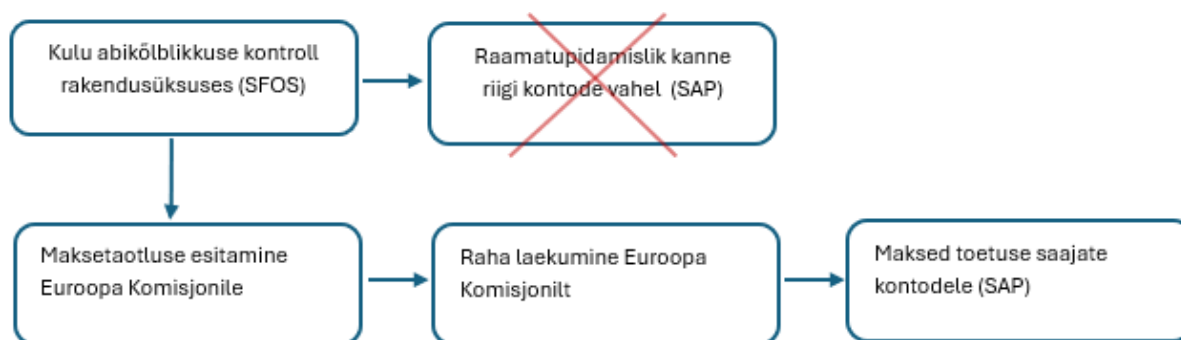 Kulu abikõlblikkuse kontroll
rakendusüksuses (SFOS)
Raamatupidamislik kanne
riigi kontode vahel (SAP)
Maksetaotluse esitamine
Euroopa Komisjonile
Raha laekumine Euroopa
Komisjonilt
Maksed toetuse saajate
kontodele (SAP)